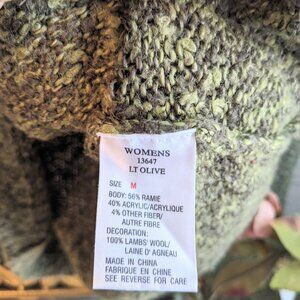 WOMENS
13647
LT OLIVE
SIZE M
BODY: 56% RAMIE
40% ACRYLIC/ACRYLIQUE
4% OTHER FIBER/
AUTRE FIBRE
DECORATION:
100% LAMBS' WOOL/
LAINE D' AGNEAU
MADE IN CHINA
FABRIQUE EN CHINE
SEE REVERSE FOR CARE